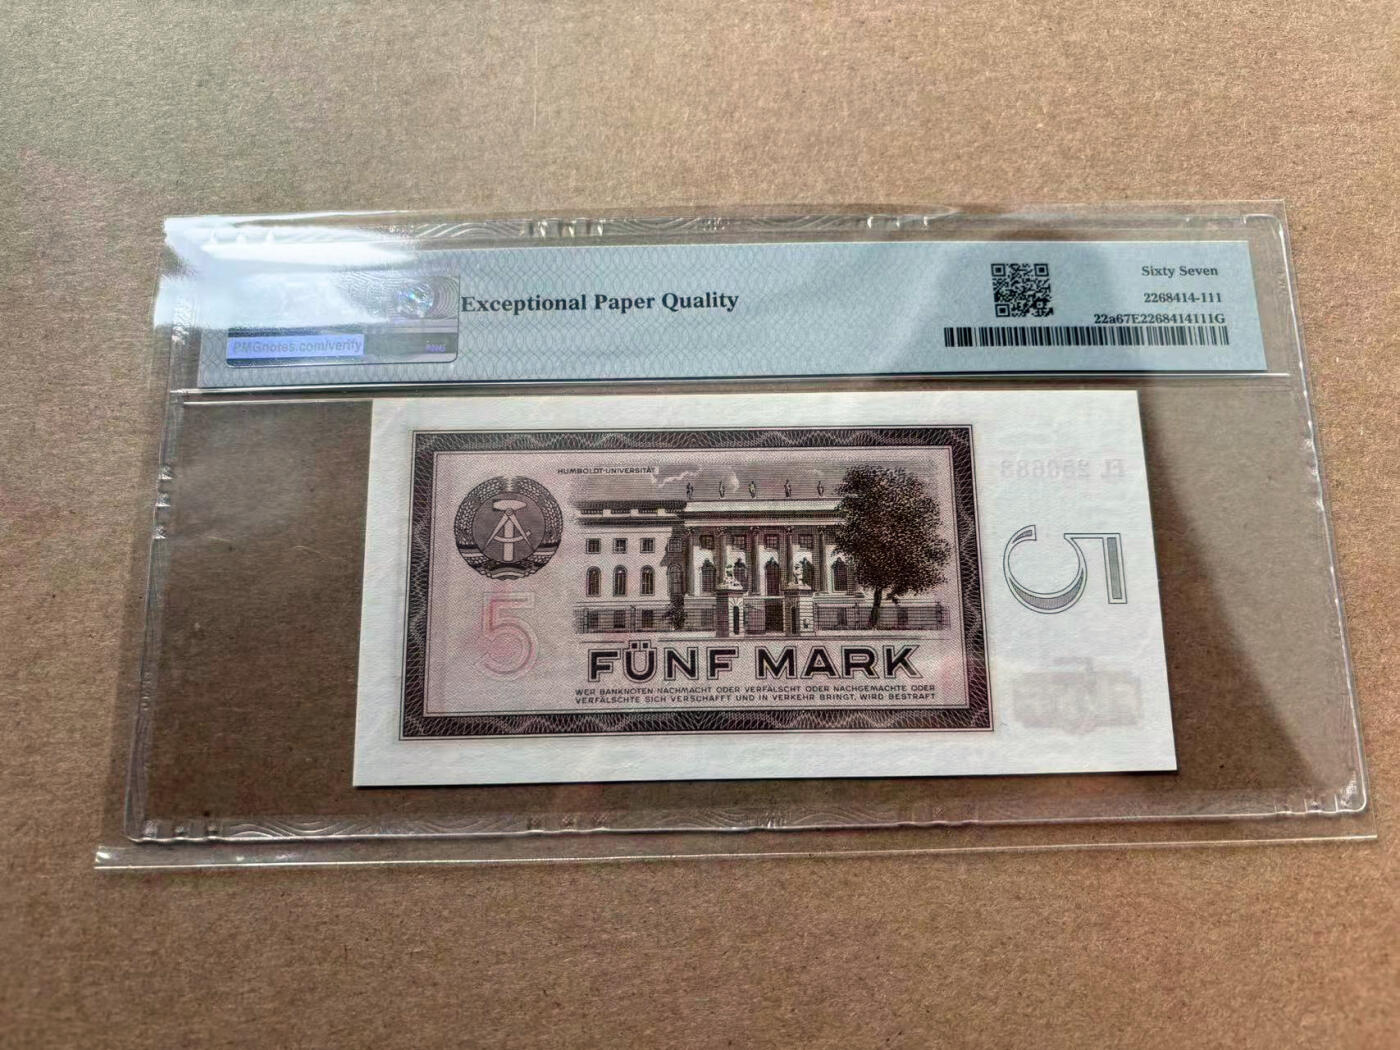 Exceptional Paper Quality
PMGnotes.com/verify
Sixty Seven
2268414-111
22a67E2268414111G
HUMBOLDT-UNIVERSITÄT
5
5
FÜNF MARK
WER BANKNOTEN NACHMACHT ODER VERFÄLSCHT ODER NACHGEMACHTE ODER
VERFÄLSCHTE SICH VERSCHAFFT UND IN VERKEHR BRINGT, WIRD BESTRAFT